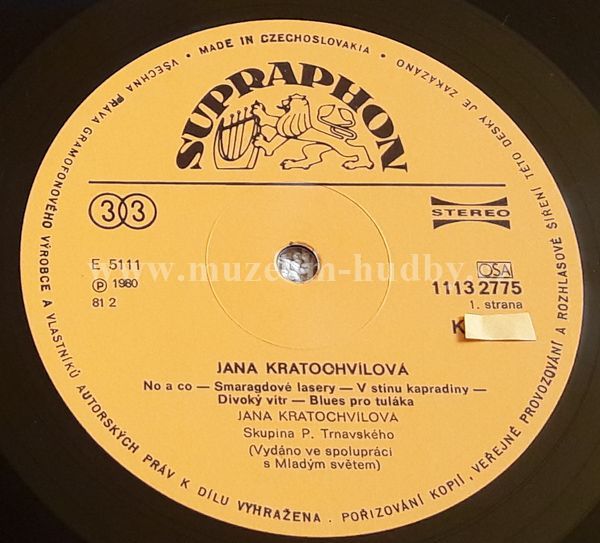 VŠECHNA PRÁVA GRAMOFONOVÉHO VÝROBCE A VLASTNÍKŮ AUTORSKÝCH PRÁV K DÍLU VYHRAŽENA. POŘIZOVÁNÍ KOPIÍ, VEŘEJNÉ PROVOZOVÁNÍ A ROZHLASOVÉ ŠÍŘENÍ TÉTO DESKY JE ZAKÁZÁNO
• MADE IN CZECHOSLOVAKIA •
SUPRAPHON
33
STEREO
E 5111
Ⓟ 1980
81 2
www.muzeum-hudby.
OSA
1113 2775
1. strana
K
JANA KRATOCHVÍLOVÁ
No a co — Smaragdové lasery — V stínu kapradiny —
Divoký vítr — Blues pro tuláka
JANA KRATOCHVÍLOVÁ
Skupina P. Trnavského
(Vydáno ve spolupráci
s Mladým světem)